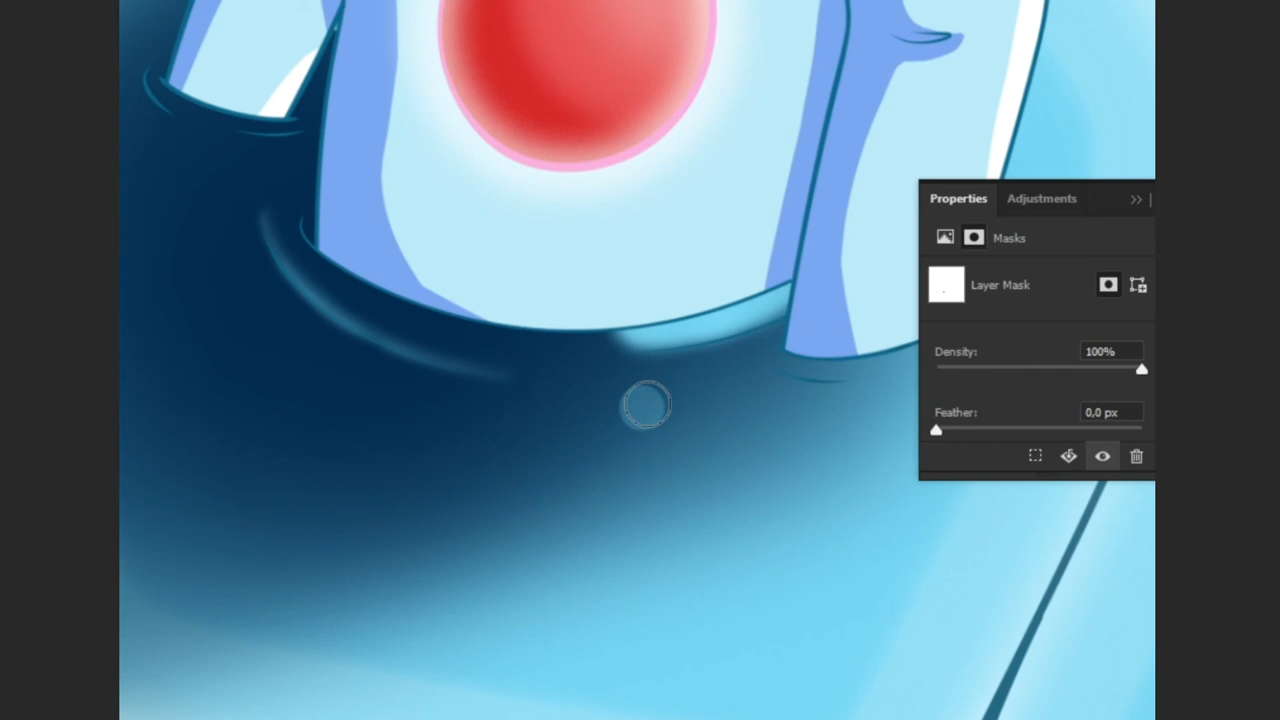 Properties Adjustments
Masks
Layer Mask
Density: 100%
Feather: 0,0 px